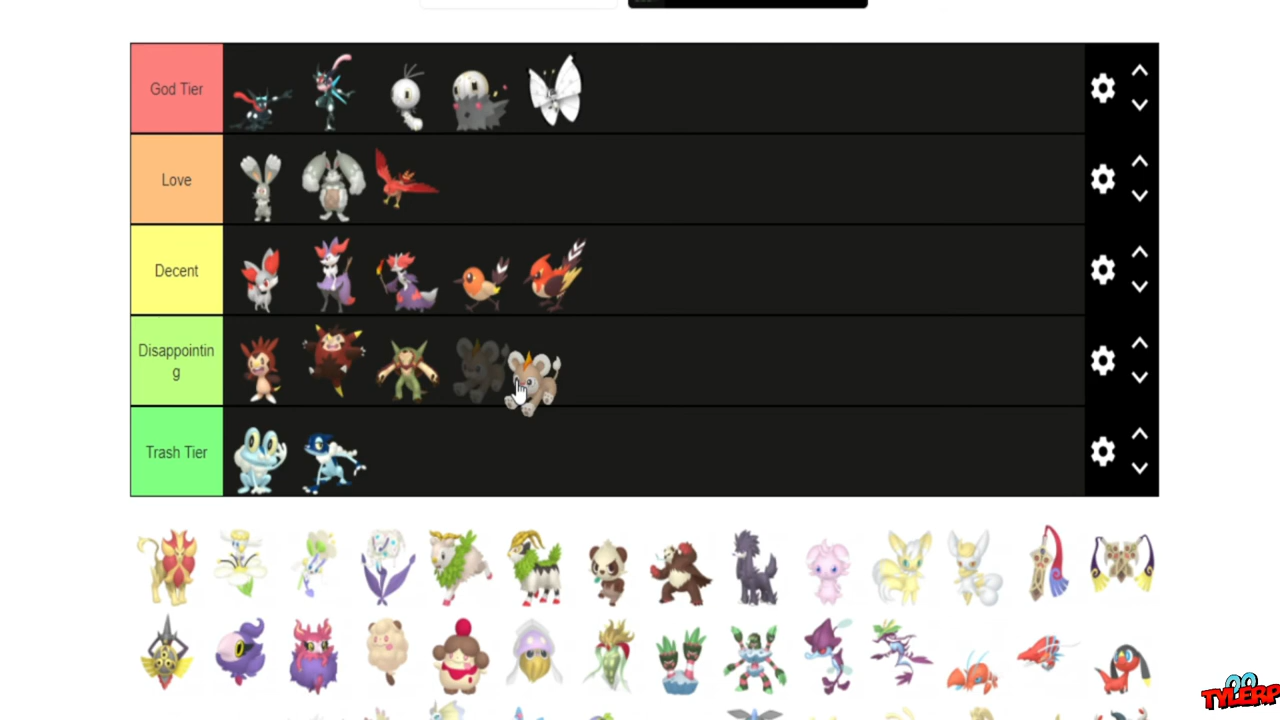 God Tier
Love
Decent
Disappointin
g
Trash Tier
TYLERP